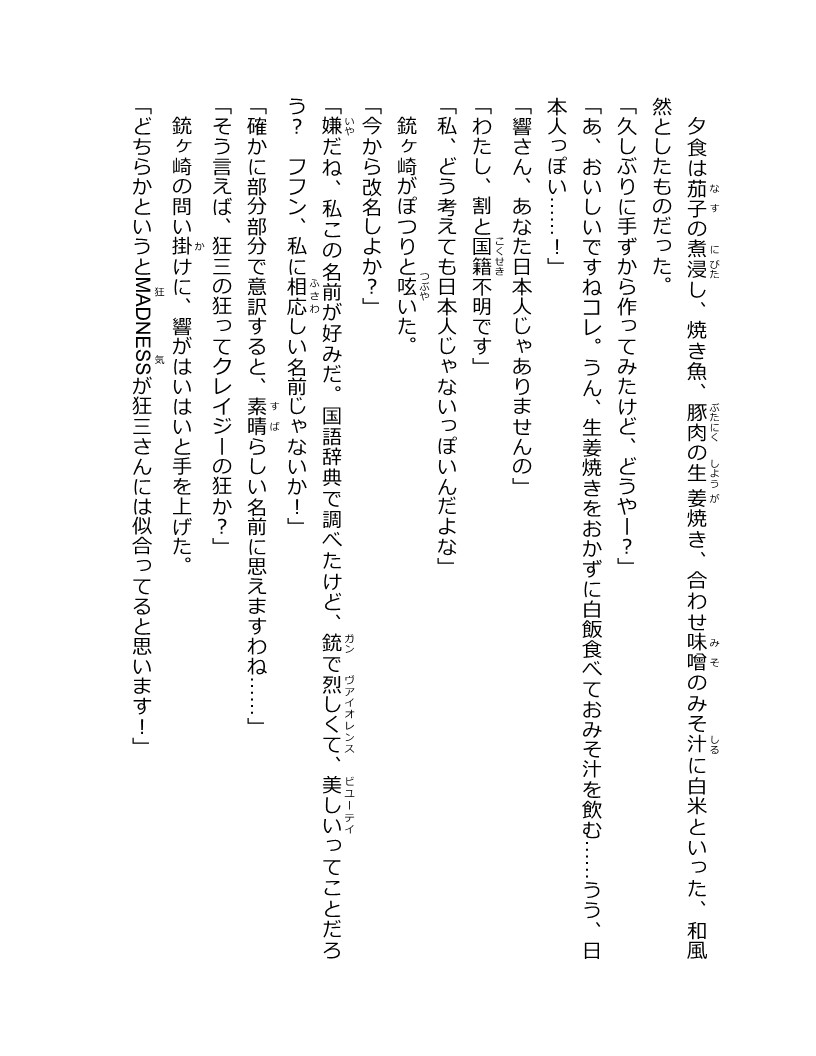 夕食は茄子の煮浸し、焼き魚、豚肉の生姜焼き、合わせ味噌のみそ汁に白米といった、和風
然としたものだった。
「久しぶりに手ずから作ってみたけど、どうやー？」
「あ、おいしいですねコレ。うん、生姜焼きをおかずに白飯食べておみそ汁を飲む……うう、日
本人っぽい……！」
「響さん、あなた日本人じゃありませんの」
「わたし、割と国籍不明です」
「私、どう考えても日本人じゃないっぽいんだよな」
銃ヶ崎がぽつりと呟いた。
「今から改名しよか？」
「嫌だね、私この名前が好みだ。国語辞典で調べたけど、銃で烈しくて、美しいってことだろ
う？　フフン、私に相応しい名前じゃないか！」
「確かに部分部分で意訳すると、素晴らしい名前に思えますわね……」
「そう言えば、狂三の狂ってクレイジーの狂か？」
銃ヶ崎の問い掛けに、響がはいはいと手を上げた。
「どちらかというとMADNESSが狂三さんには似合ってると思います！」